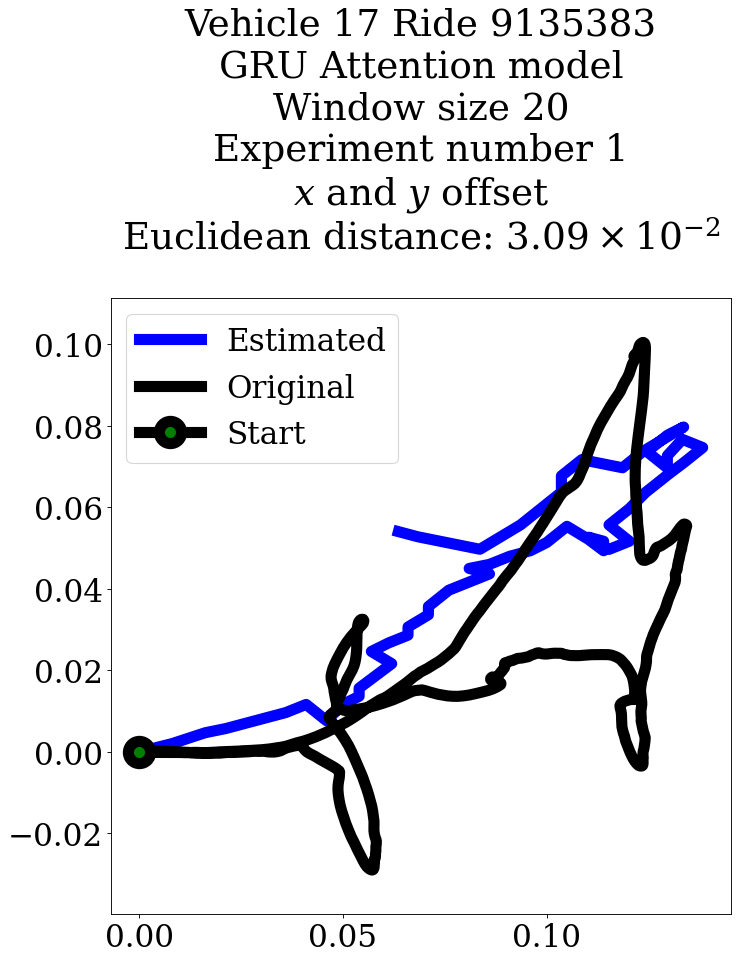 Vehicle 17 Ride 9135383
GRU Attention model
Window size 20
Experiment number 1
x and y offset
Euclidean distance: 3.09 × 10⁻²
Estimated
Original
Start
0.10
0.08
0.06
0.04
0.02
0.00
−0.02
0.00 0.05 0.10